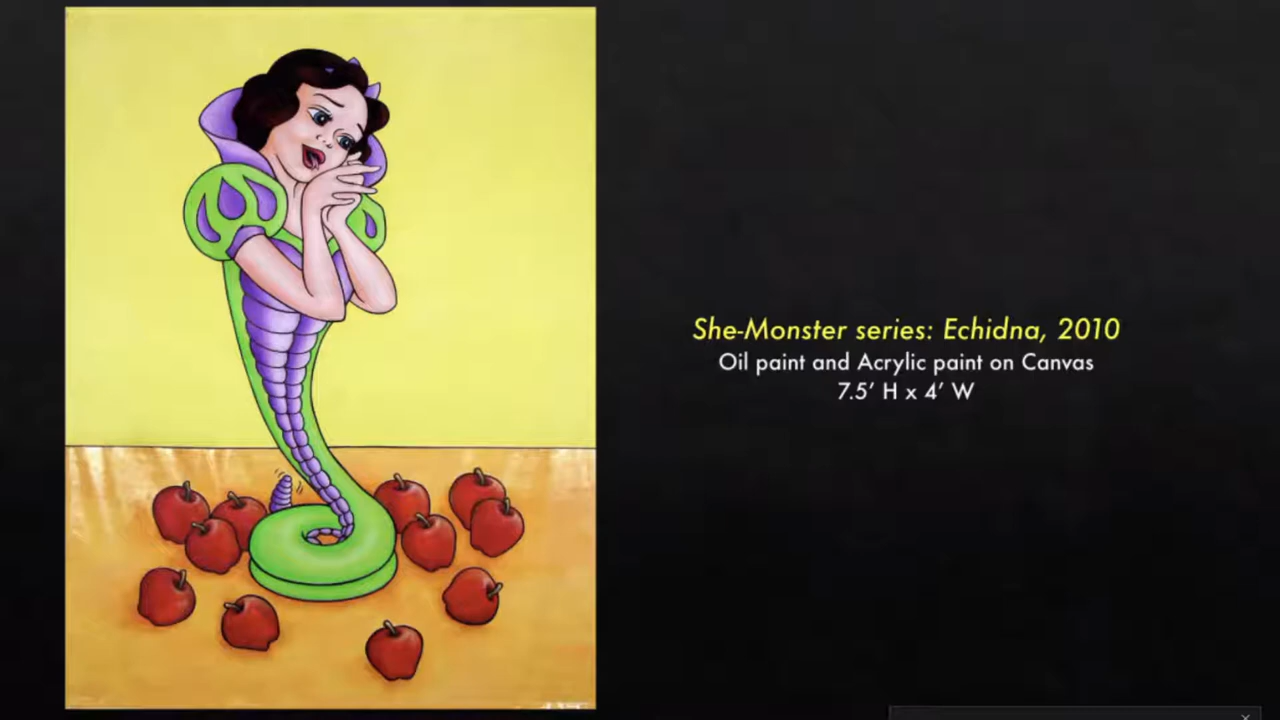 She-Monster series: Echidna, 2010
Oil paint and Acrylic paint on Canvas
7.5’ H x 4’ W